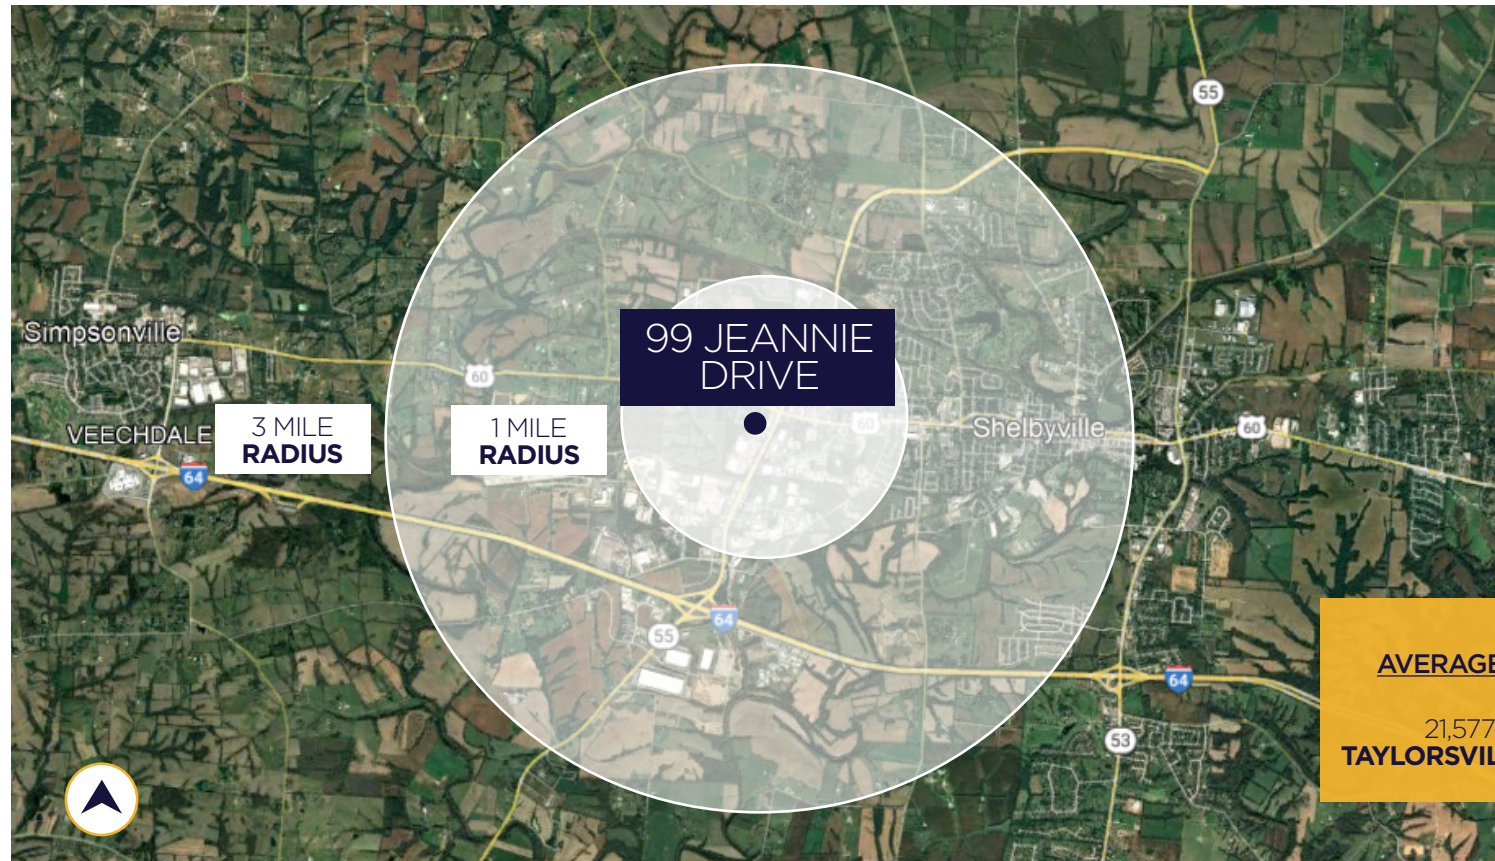 55
Simpsonville
60
99 JEANNIE
DRIVE
3 MILE
RADIUS
1 MILE
RADIUS
VEECHDALE
60
Shelbyville
60
64
64
55
64
53
AVERAGE
21,577
TAYLORSVIL